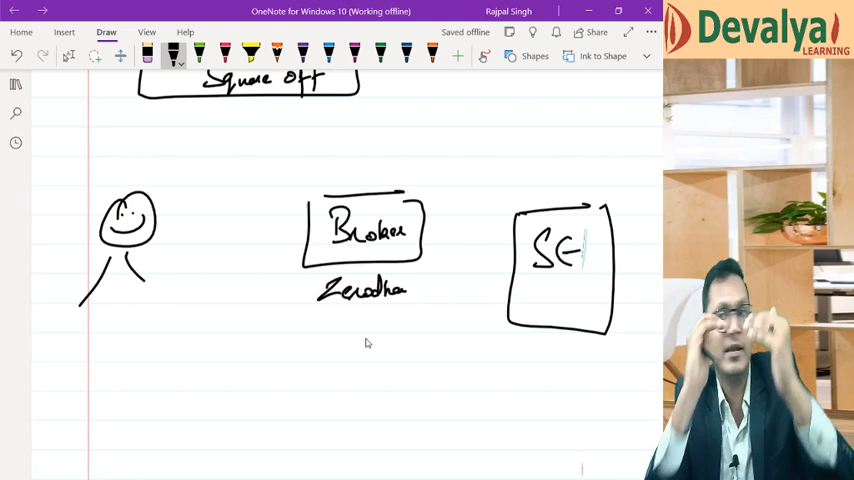 OneNote for Windows 10 (Working offline)
Rajpal Singh
Home Insert Draw View Help
Saved offline
Share
Shapes
Ink to Shape
Devalya
LEARNING
Square off
Broker
SE
Zerodha